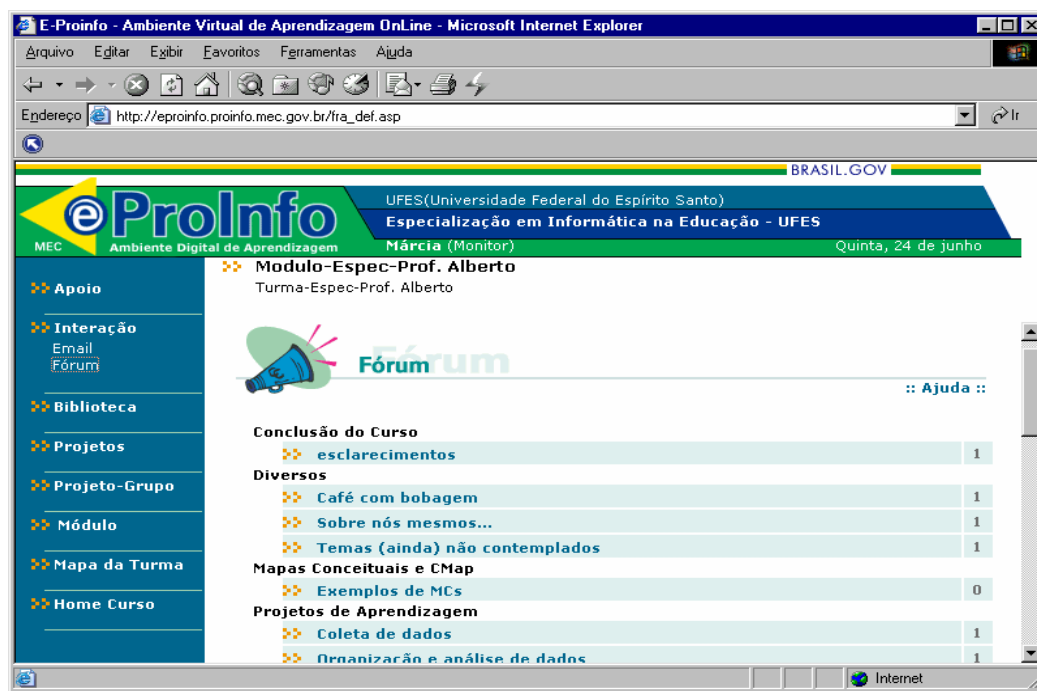 E-Proinfo - Ambiente Virtual de Aprendizagem OnLine - Microsoft Internet Explorer
Arquivo Editar Exibir Favoritos Ferramentas Ajuda
Endereço http://eproinfo.proinfo.mec.gov.br/fra_def.asp Ir
BRASIL.GOV
UFES(Universidade Federal do Espírito Santo)
e ProInfo
Especialização em Informática na Educação - UFES
MEC Ambiente Digital de Aprendizagem Márcia (Monitor) Quinta, 24 de junho
Modulo-Espec-Prof. Alberto
Turma-Espec-Prof. Alberto
Apoio
Interação
Email
Fórum
Biblioteca
Projetos
Projeto-Grupo
Módulo
Mapa da Turma
Home Curso
Fórum Fórum
:: Ajuda ::
Conclusão do Curso
esclarecimentos 1
Diversos
Café com bobagem 1
Sobre nós mesmos... 1
Temas (ainda) não contemplados 1
Mapas Conceituais e CMap
Exemplos de MCs 0
Projetos de Aprendizagem
Coleta de dados 1
Organização e análise de dados 1
Internet